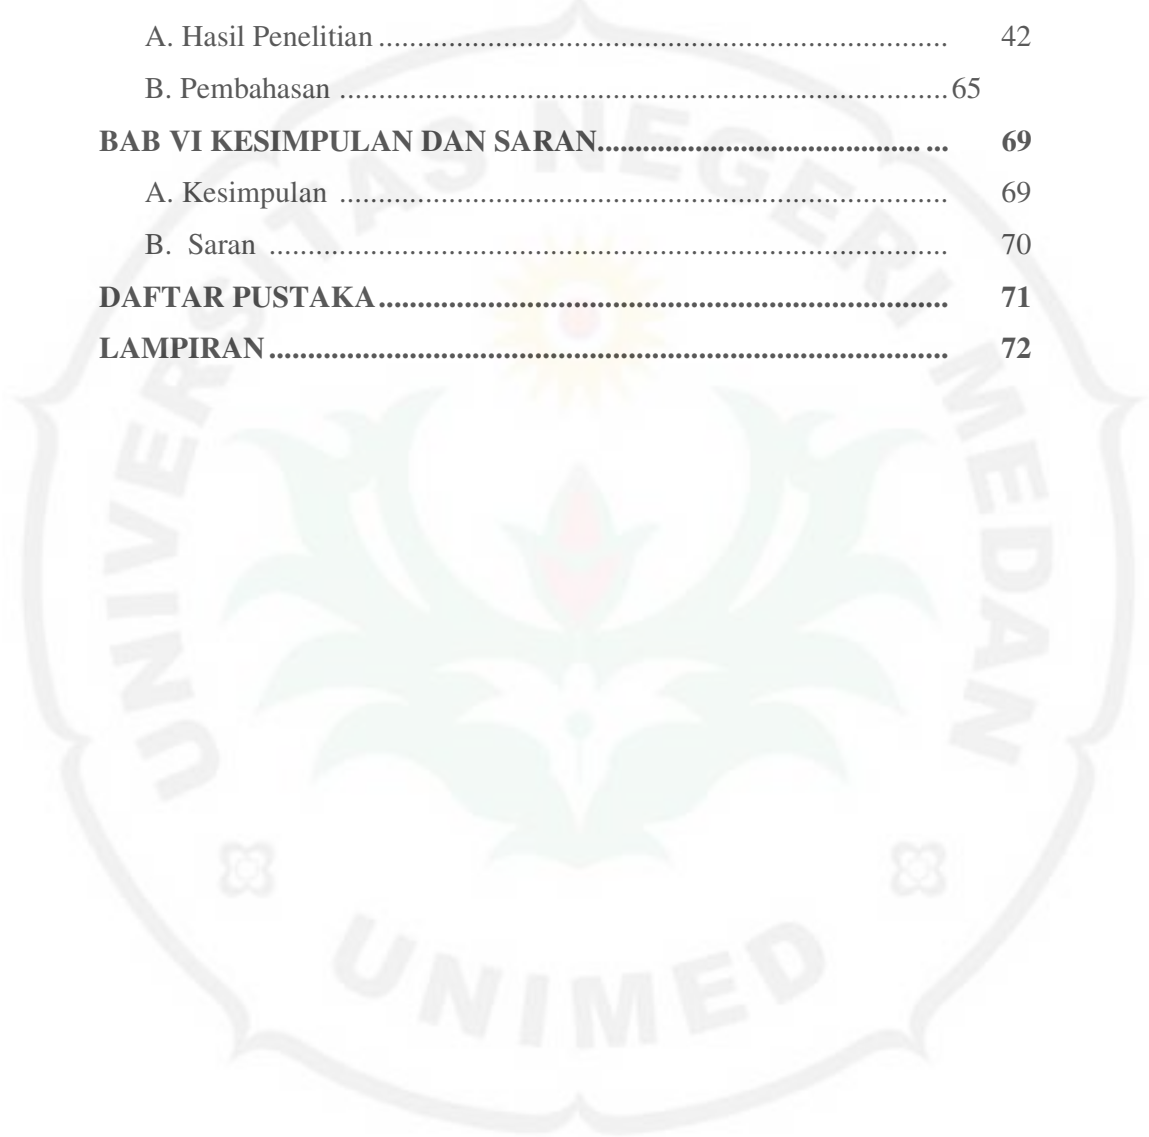 A. Hasil Penelitian ........................................................................ 42
B. Pembahasan ............................................................................. 65
BAB VI KESIMPULAN DAN SARAN......................................... ... 69
A. Kesimpulan ............................................................................. 69
B.  Saran ...................................................................................... 70
DAFTAR PUSTAKA........................................................................ 71
LAMPIRAN...................................................................................... 72
UNIVERSITAS NEGERI MEDAN
UNIMED